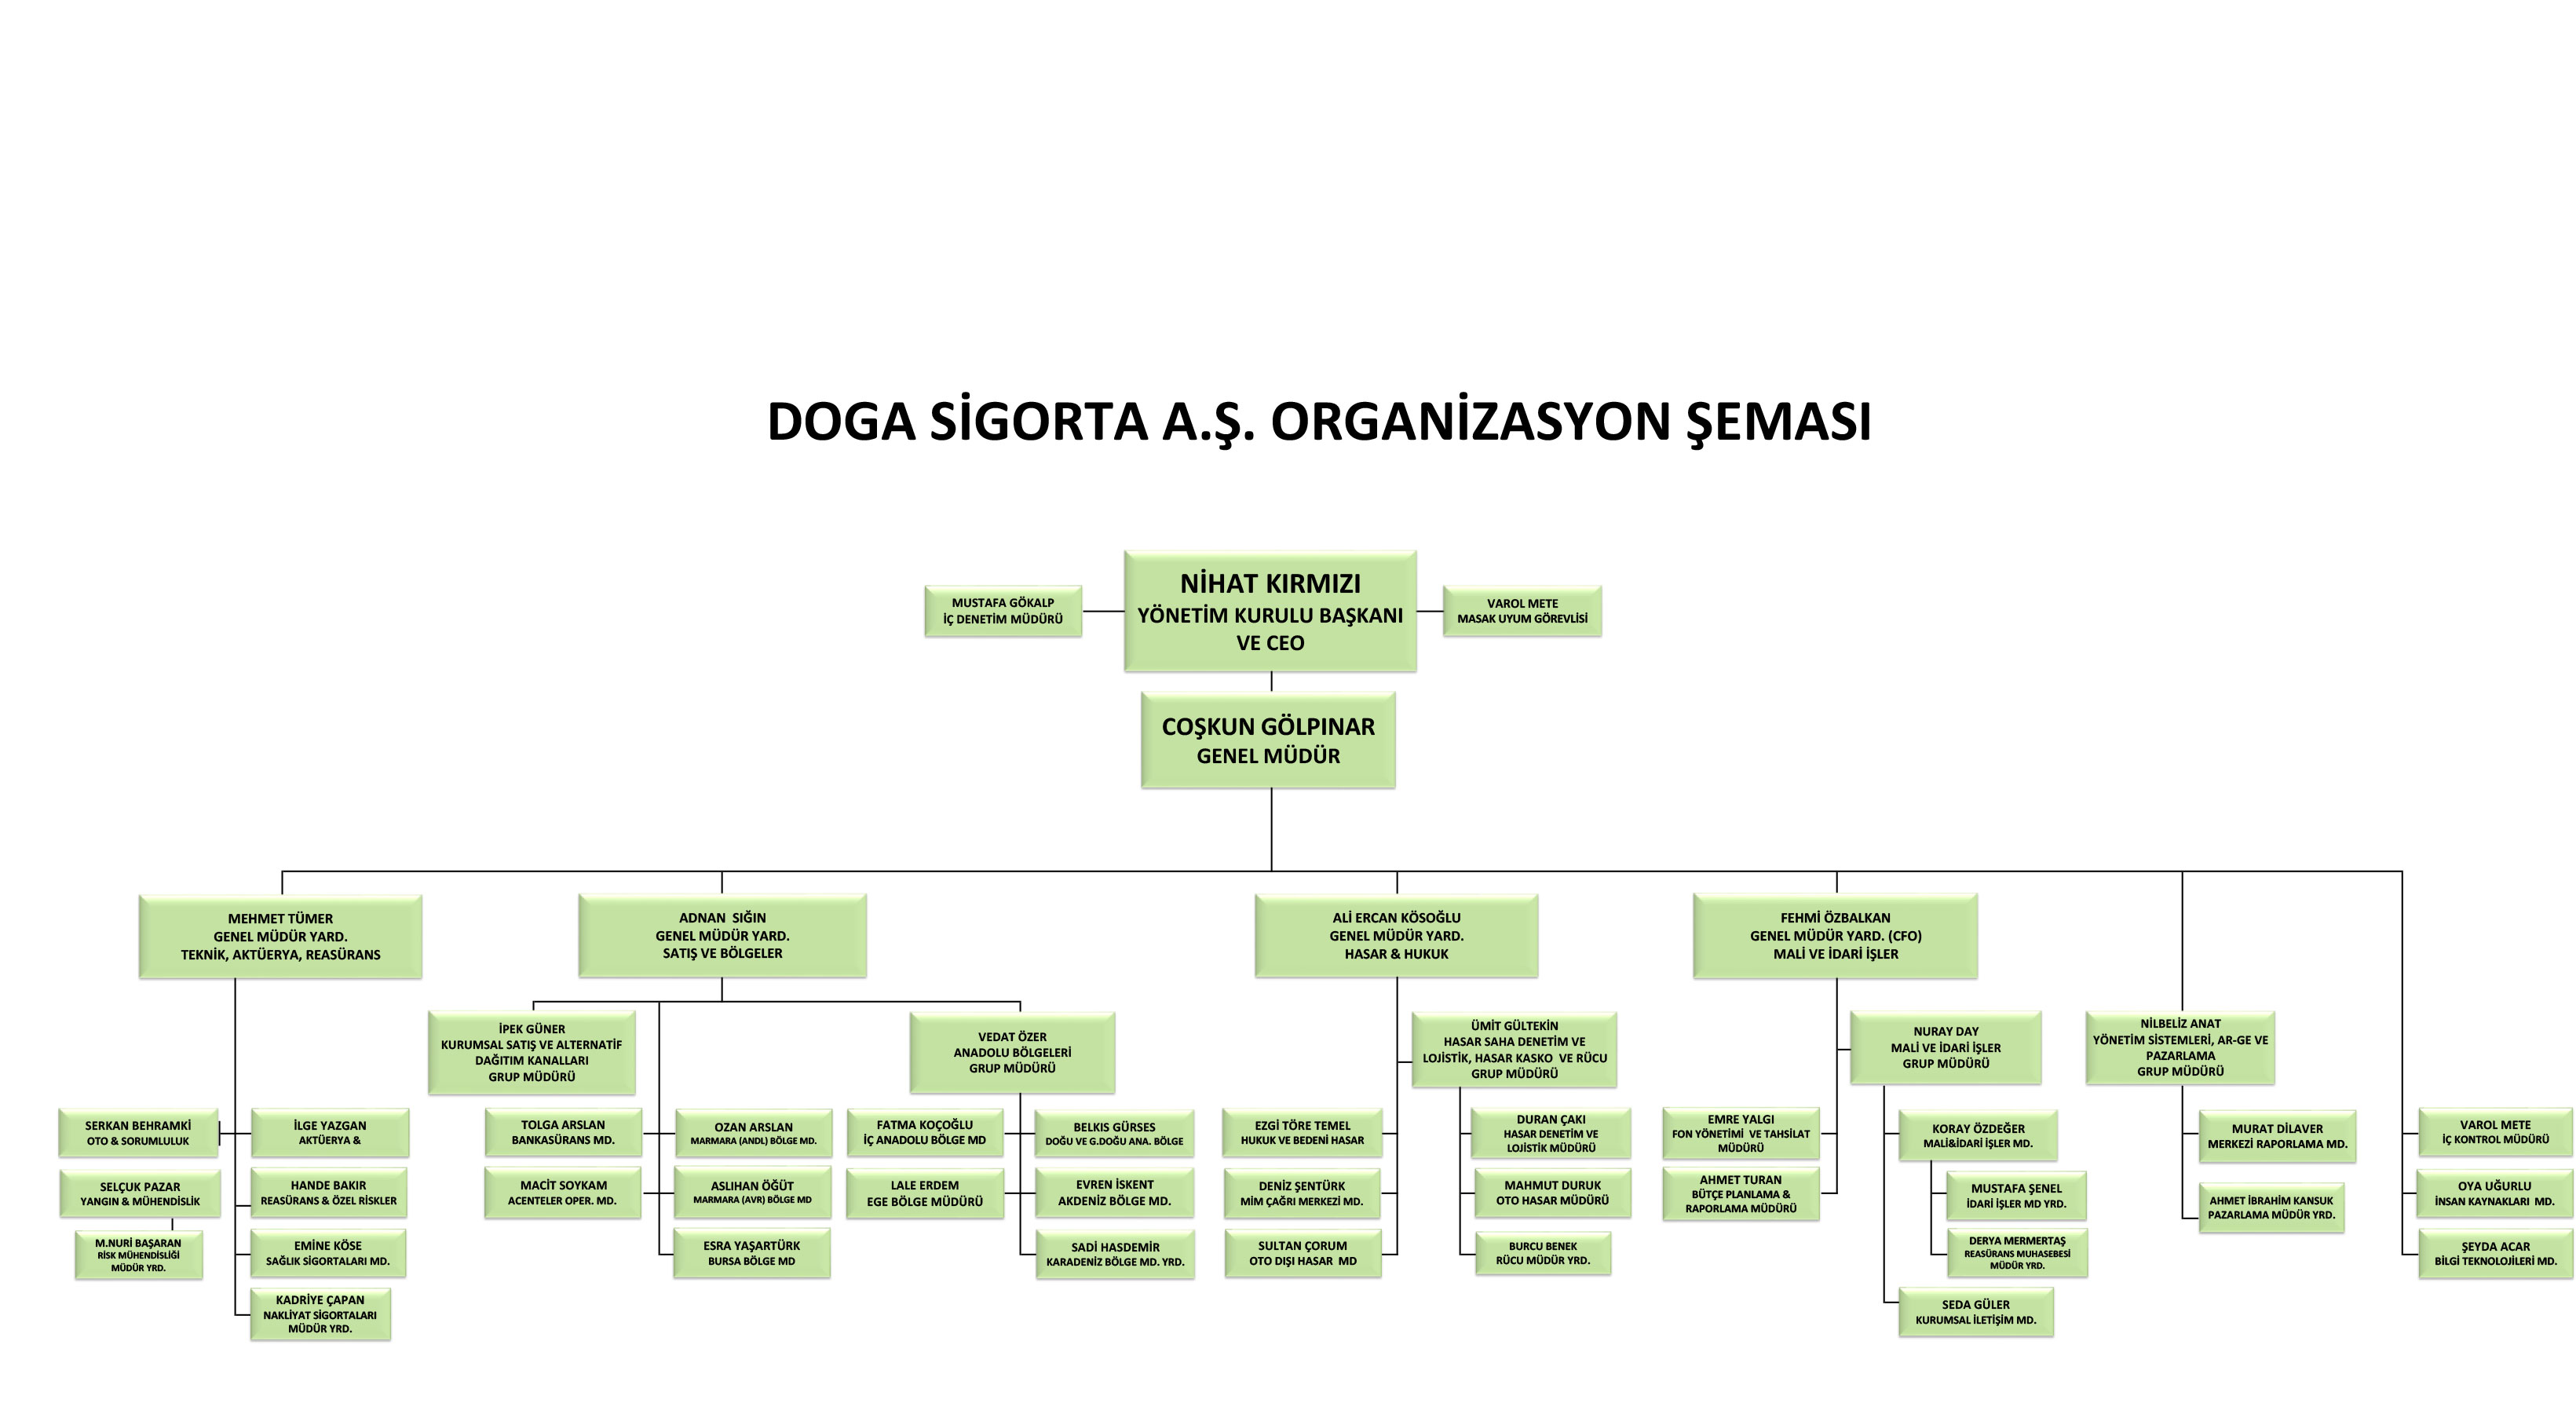 DOGA SİGORTA A.Ş. ORGANİZASYON ŞEMASI
NİHAT KIRMIZI
YÖNETİM KURULU BAŞKANI
VE CEO
MUSTAFA GÖKALP
İÇ DENETİM MÜDÜRÜ
VAROL METE
MASAK UYUM GÖREVLİSİ
COŞKUN GÖLPINAR
GENEL MÜDÜR
MEHMET TÜMER
GENEL MÜDÜR YARD.
TEKNİK, AKTÜERYA, REASÜRANS
ADNAN SIĞIN
GENEL MÜDÜR YARD.
SATIŞ VE BÖLGELER
ALİ ERCAN KÖSOĞLU
GENEL MÜDÜR YARD.
HASAR & HUKUK
FEHMİ ÖZBALKAN
GENEL MÜDÜR YARD. (CFO)
MALİ VE İDARİ İŞLER
İPEK GÜNER
KURUMSAL SATIŞ VE ALTERNATİF
DAĞITIM KANALLARI
GRUP MÜDÜRÜ
VEDAT ÖZER
ANADOLU BÖLGELERİ
GRUP MÜDÜRÜ
ÜMİT GÜLTEKİN
HASAR SAHA DENETİM VE
LOJİSTİK, HASAR KASKO VE RÜCU
GRUP MÜDÜRÜ
NURAY DAY
MALİ VE İDARİ İŞLER
GRUP MÜDÜRÜ
NİLBELİZ ANAT
YÖNETİM SİSTEMLERİ, AR-GE VE
PAZARLAMA
GRUP MÜDÜRÜ
SERKAN BEHRAMKİ
OTO & SORUMLULUK
İLGE YAZGAN
AKTÜERYA &
TOLGA ARSLAN
BANKASÜRANS MD.
OZAN ARSLAN
MARMARA (ANDL) BÖLGE MD.
FATMA KOÇOĞLU
İÇ ANADOLU BÖLGE MD
BELKIS GÜRSES
DOĞU VE G.DOĞU ANA. BÖLGE
EZGİ TÖRE TEMEL
HUKUK VE BEDENİ HASAR
DURAN ÇAKI
HASAR DENETİM VE
LOJİSTİK MÜDÜRÜ
EMRE YALGI
FON YÖNETİMİ VE TAHSİLAT
MÜDÜRÜ
KORAY ÖZDEĞER
MALİ&İDARİ İŞLER MD.
MURAT DİLAVER
MERKEZİ RAPORLAMA MD.
VAROL METE
İÇ KONTROL MÜDÜRÜ
SELÇUK PAZAR
YANGIN & MÜHENDİSLİK
HANDE BAKIR
REASÜRANS & ÖZEL RİSKLER
MACİT SOYKAM
ACENTELER OPER. MD.
ASLIHAN ÖĞÜT
MARMARA (AVR) BÖLGE MD
LALE ERDEM
EGE BÖLGE MÜDÜRÜ
EVREN İSKENT
AKDENİZ BÖLGE MD.
DENİZ ŞENTÜRK
MİM ÇAĞRI MERKEZİ MD.
MAHMUT DURUK
OTO HASAR MÜDÜRÜ
AHMET TURAN
BÜTÇE PLANLAMA &
RAPORLAMA MÜDÜRÜ
MUSTAFA ŞENEL
İDARİ İŞLER MD YRD.
AHMET İBRAHİM KANSUK
PAZARLAMA MÜDÜR YRD.
OYA UĞURLU
İNSAN KAYNAKLARI MD.
M.NURİ BAŞARAN
RİSK MÜHENDİSLİĞİ
MÜDÜR YRD.
EMİNE KÖSE
SAĞLIK SİGORTALARI MD.
ESRA YAŞARTÜRK
BURSA BÖLGE MD
SADİ HASDEMİR
KARADENİZ BÖLGE MD. YRD.
SULTAN ÇORUM
OTO DIŞI HASAR MD
BURCU BENEK
RÜCU MÜDÜR YRD.
DERYA MERMERTAŞ
REASÜRANS MUHASEBESİ
MÜDÜR YRD.
ŞEYDA ACAR
BİLGİ TEKNOLOJİLERİ MD.
KADRİYE ÇAPAN
NAKLİYAT SİGORTALARI
MÜDÜR YRD.
SEDA GÜLER
KURUMSAL İLETİŞİM MD.